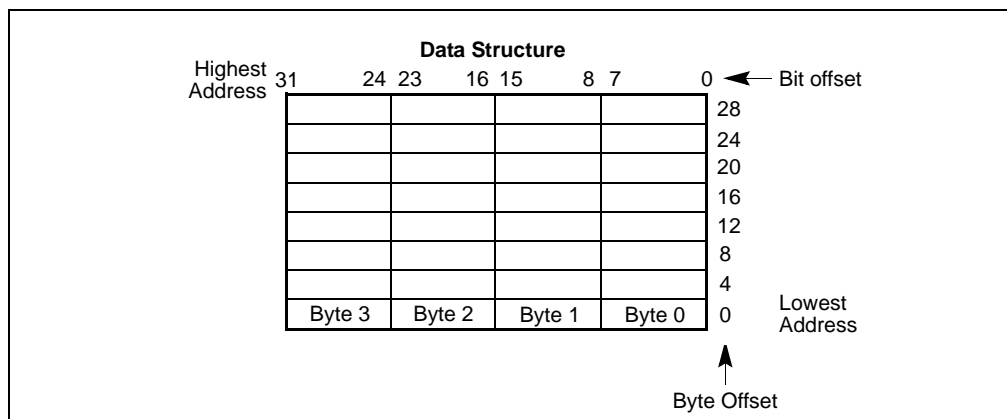 Data Structure
Highest
Address
31 24 23 16 15 8 7 0
Bit offset
28
24
20
16
12
8
4
Byte 3 Byte 2 Byte 1 Byte 0 0
Lowest
Address
Byte Offset